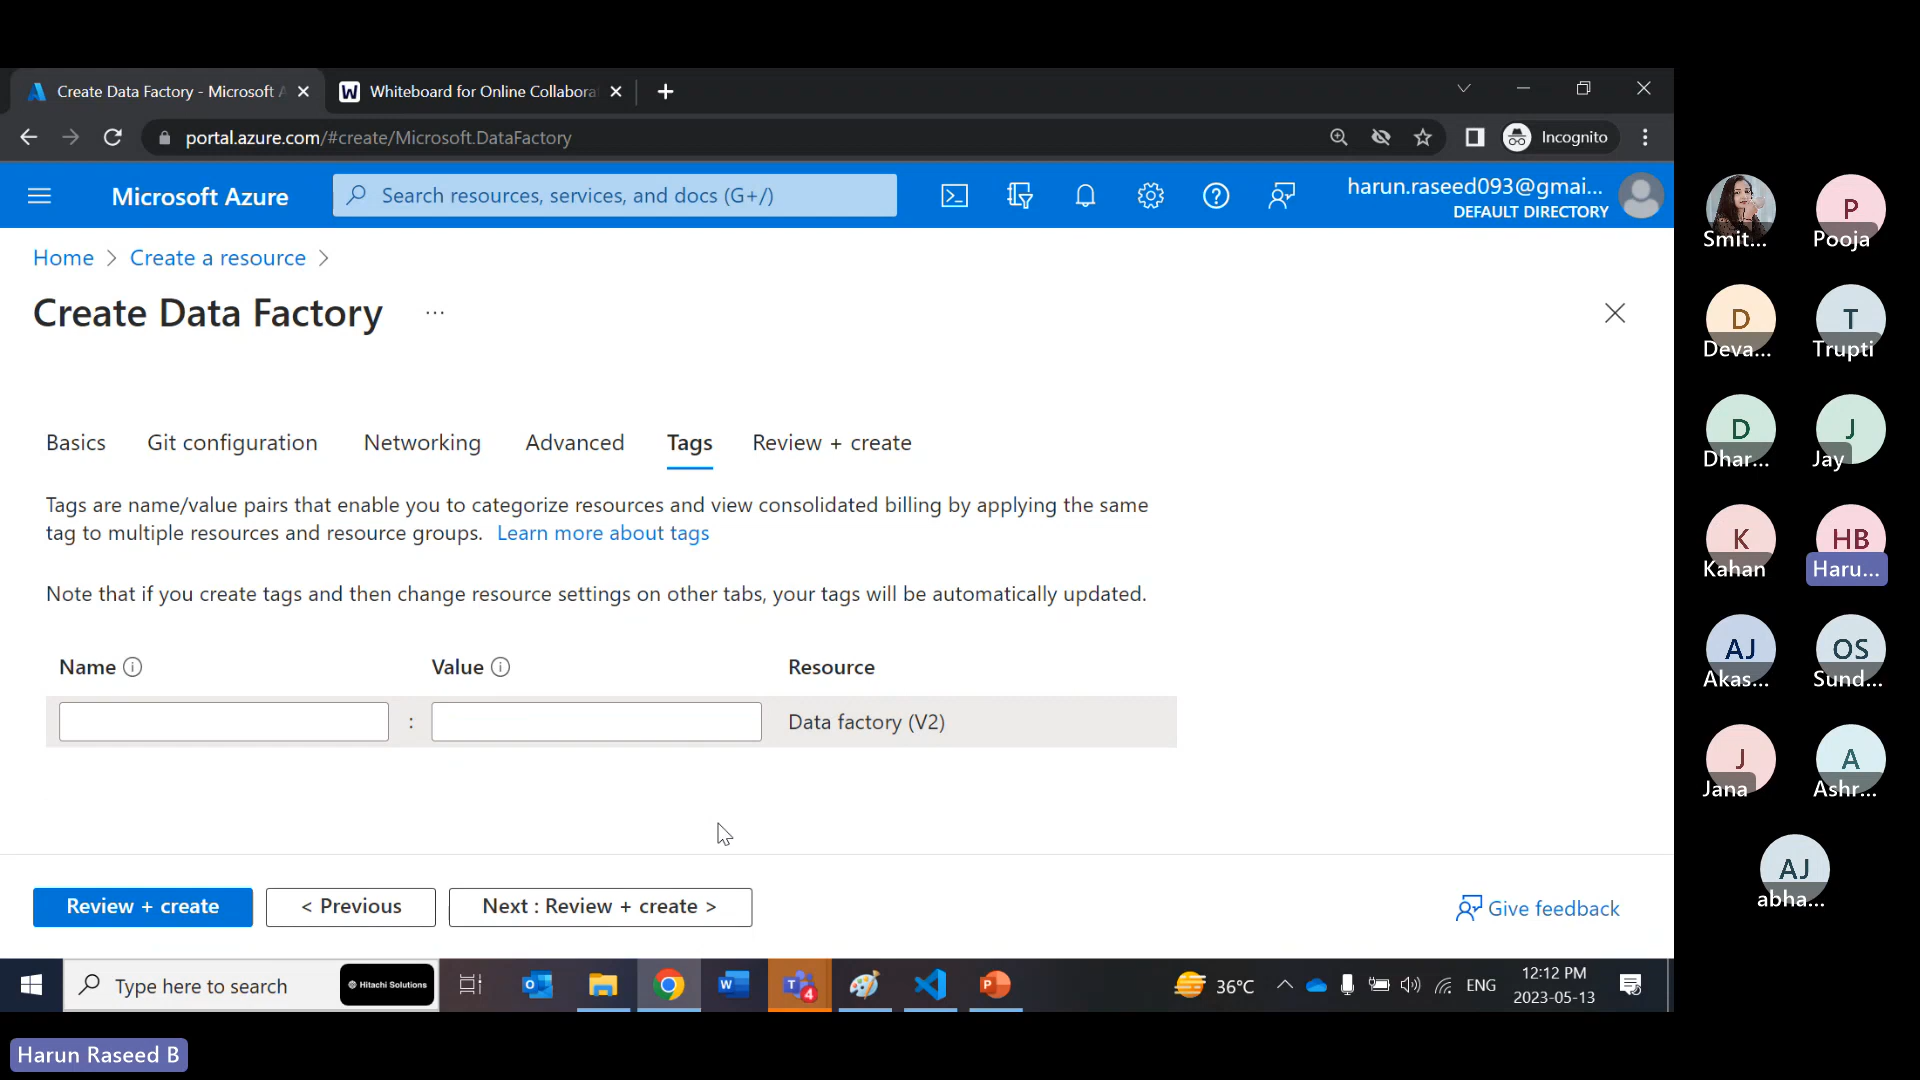 Create Data Factory - Microsoft A
Whiteboard for Online Collabora
portal.azure.com/#create/Microsoft.DataFactory
Incognito
Microsoft Azure
Search resources, services, and docs (G+/)
harun.raseed093@gmai...
DEFAULT DIRECTORY
Home > Create a resource >
Create Data Factory ...
Basics Git configuration Networking Advanced Tags Review + create
Tags are name/value pairs that enable you to categorize resources and view consolidated billing by applying the same
tag to multiple resources and resource groups. Learn more about tags
Note that if you create tags and then change resource settings on other tabs, your tags will be automatically updated.
Name Value Resource
: Data factory (V2)
Review + create < Previous Next : Review + create > Give feedback
Type here to search
Hitachi Solutions
4
36°C
ENG
12:12 PM
2023-05-13
P
Smit... Pooja
D T
Deva... Trupti
D J
Dhar... Jay
K HB
Kahan Haru...
AJ OS
Akas... Sund...
J A
Jana Ashr...
AJ
abha...
Harun Raseed B